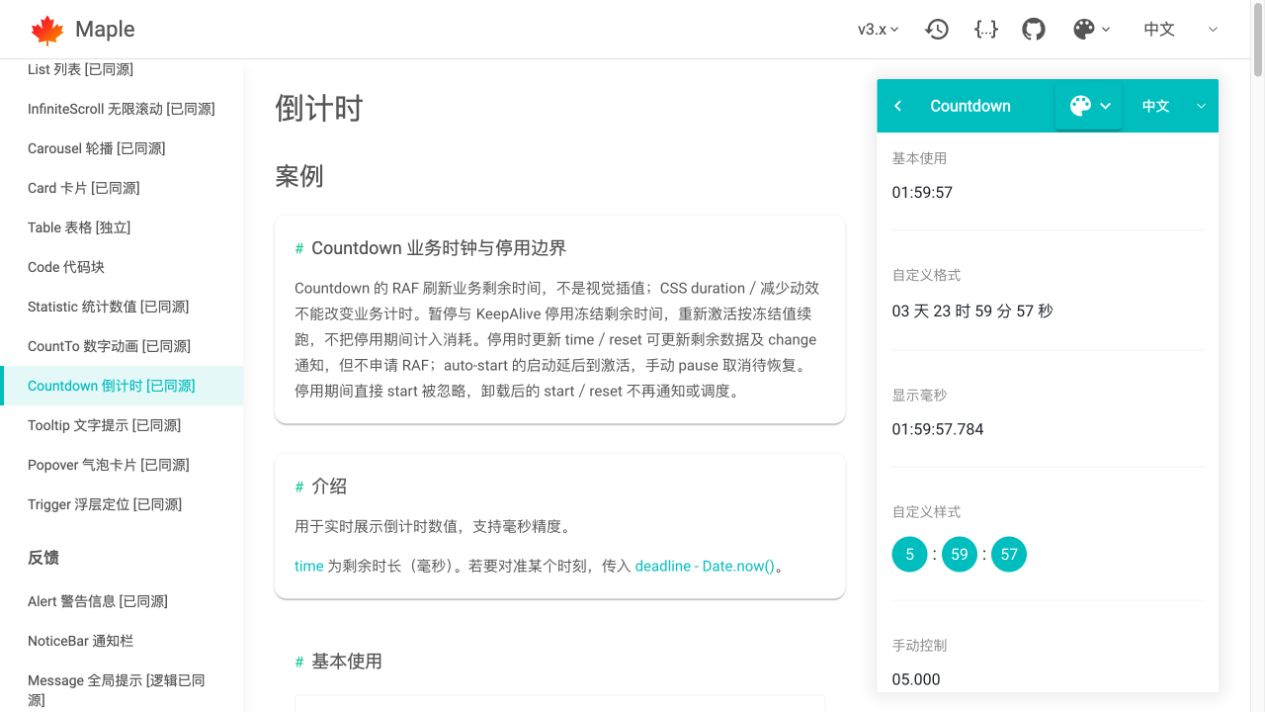 Maple
v3.x
{...}
中文
List 列表 [已同源]
InfiniteScroll 无限滚动 [已同源]
Carousel 轮播 [已同源]
Card 卡片 [已同源]
Table 表格 [独立]
Code 代码块
Statistic 统计数值 [已同源]
CountTo 数字动画 [已同源]
Countdown 倒计时 [已同源]
Tooltip 文字提示 [已同源]
Popover 气泡卡片 [已同源]
Trigger 浮层定位 [已同源]
反馈
Alert 警告信息 [已同源]
NoticeBar 通知栏
Message 全局提示 [逻辑已同
源]
倒计时
案例
# Countdown 业务时钟与停用边界
Countdown 的 RAF 刷新业务剩余时间，不是视觉插值；CSS duration / 减少动效
不能改变业务计时。暂停与 KeepAlive 停用冻结剩余时间，重新激活按冻结值续
跑，不把停用期间计入消耗。停用时更新 time / reset 可更新剩余数据及 change
通知，但不申请 RAF；auto-start 的启动延后到激活，手动 pause 取消待恢复。
停用期间直接 start 被忽略，卸载后的 start / reset 不再通知或调度。
# 介绍
用于实时展示倒计时数值，支持毫秒精度。
time 为剩余时长（毫秒）。若要对准某个时刻，传入 deadline - Date.now()。
# 基本使用
Countdown
中文
基本使用
01:59:57
自定义格式
03 天 23 时 59 分 57 秒
显示毫秒
01:59:57.784
自定义样式
5 : 59 : 57
手动控制
05.000